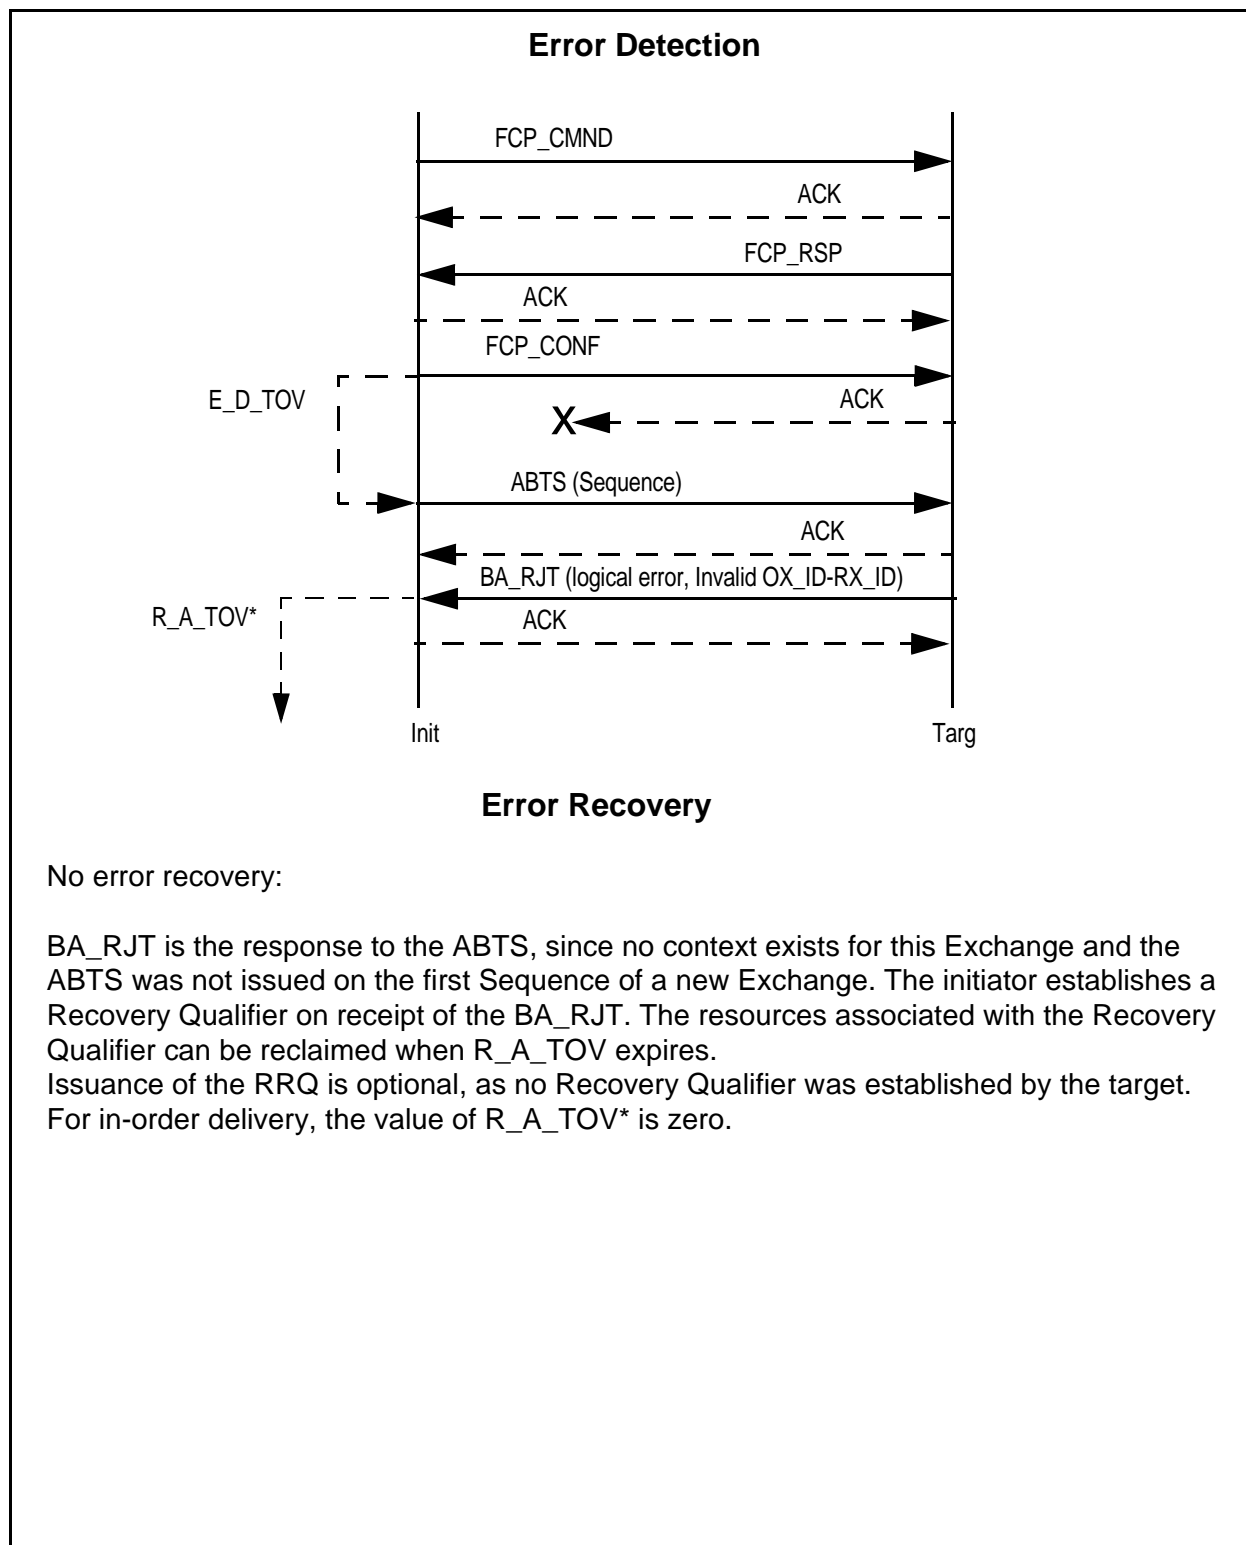 Error Detection
FCP_CMND
ACK
FCP_RSP
ACK
FCP_CONF
E_D_TOV
ACK
X
ABTS (Sequence)
ACK
BA_RJT (logical error, Invalid OX_ID-RX_ID)
R_A_TOV*
ACK
Init
Targ
Error Recovery
No error recovery:
BA_RJT is the response to the ABTS, since no context exists for this Exchange and the
ABTS was not issued on the first Sequence of a new Exchange. The initiator establishes a
Recovery Qualifier on receipt of the BA_RJT. The resources associated with the Recovery
Qualifier can be reclaimed when R_A_TOV expires.
Issuance of the RRQ is optional, as no Recovery Qualifier was established by the target.
For in-order delivery, the value of R_A_TOV* is zero.